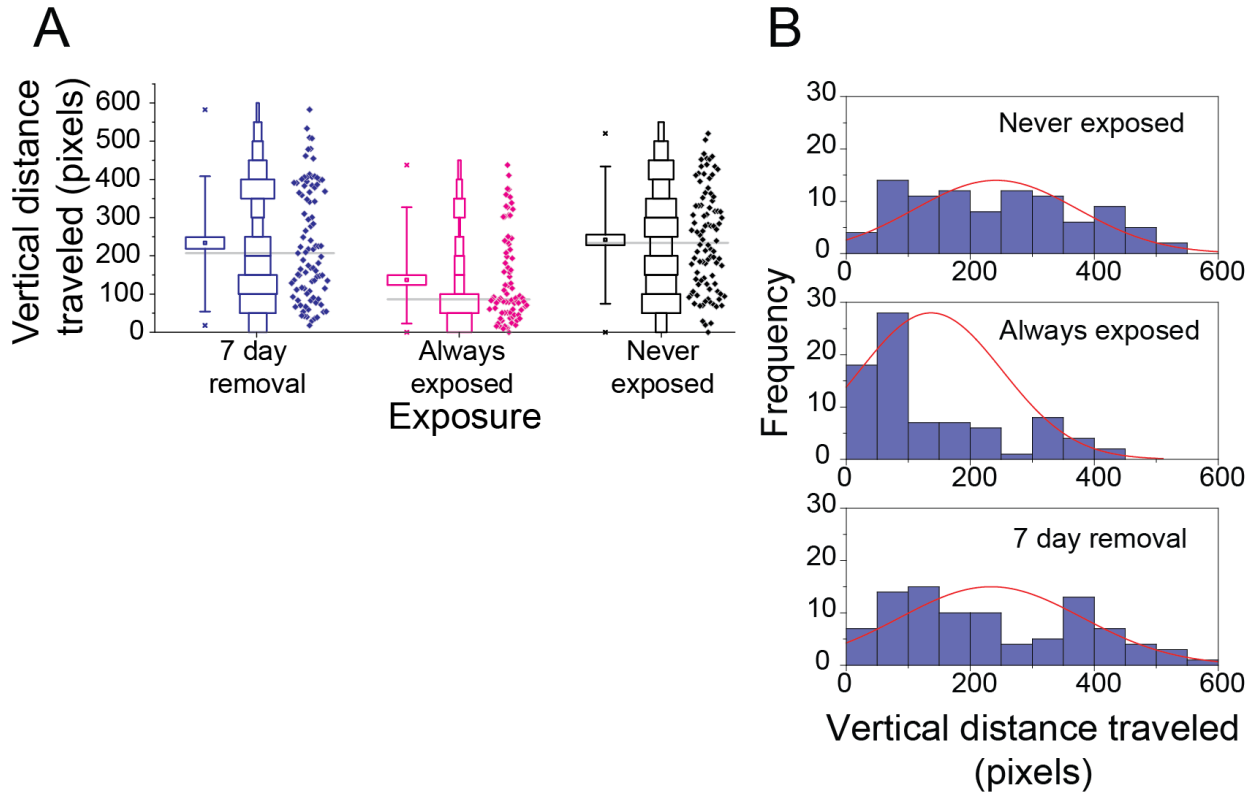 A
Vertical distance
traveled (pixels)
600
500
400
300
200
100
0
7 day
removal
Always
exposed
Never
exposed
Exposure
B
Frequency
30
20
10
0
Never exposed
0
200
400
600
30
20
10
0
Always exposed
0
200
400
600
30
20
10
0
7 day removal
0
200
400
600
Vertical distance traveled
(pixels)